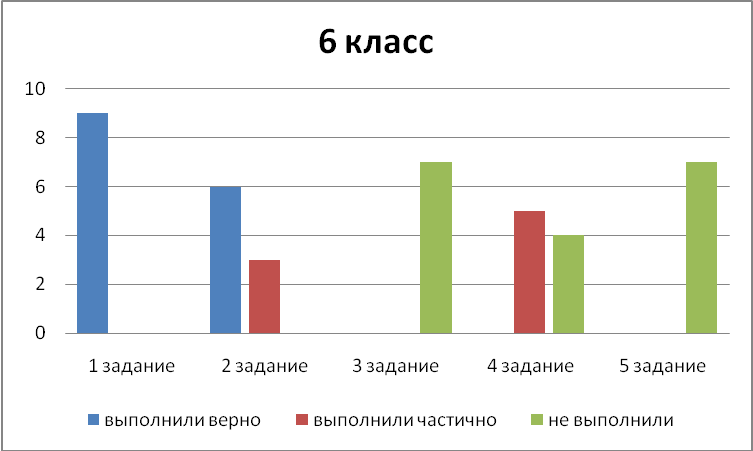 6 класс
10
8
6
4
2
0
1 задание 2 задание 3 задание 4 задание 5 задание
выполнили верно выполнили частично не выполнили